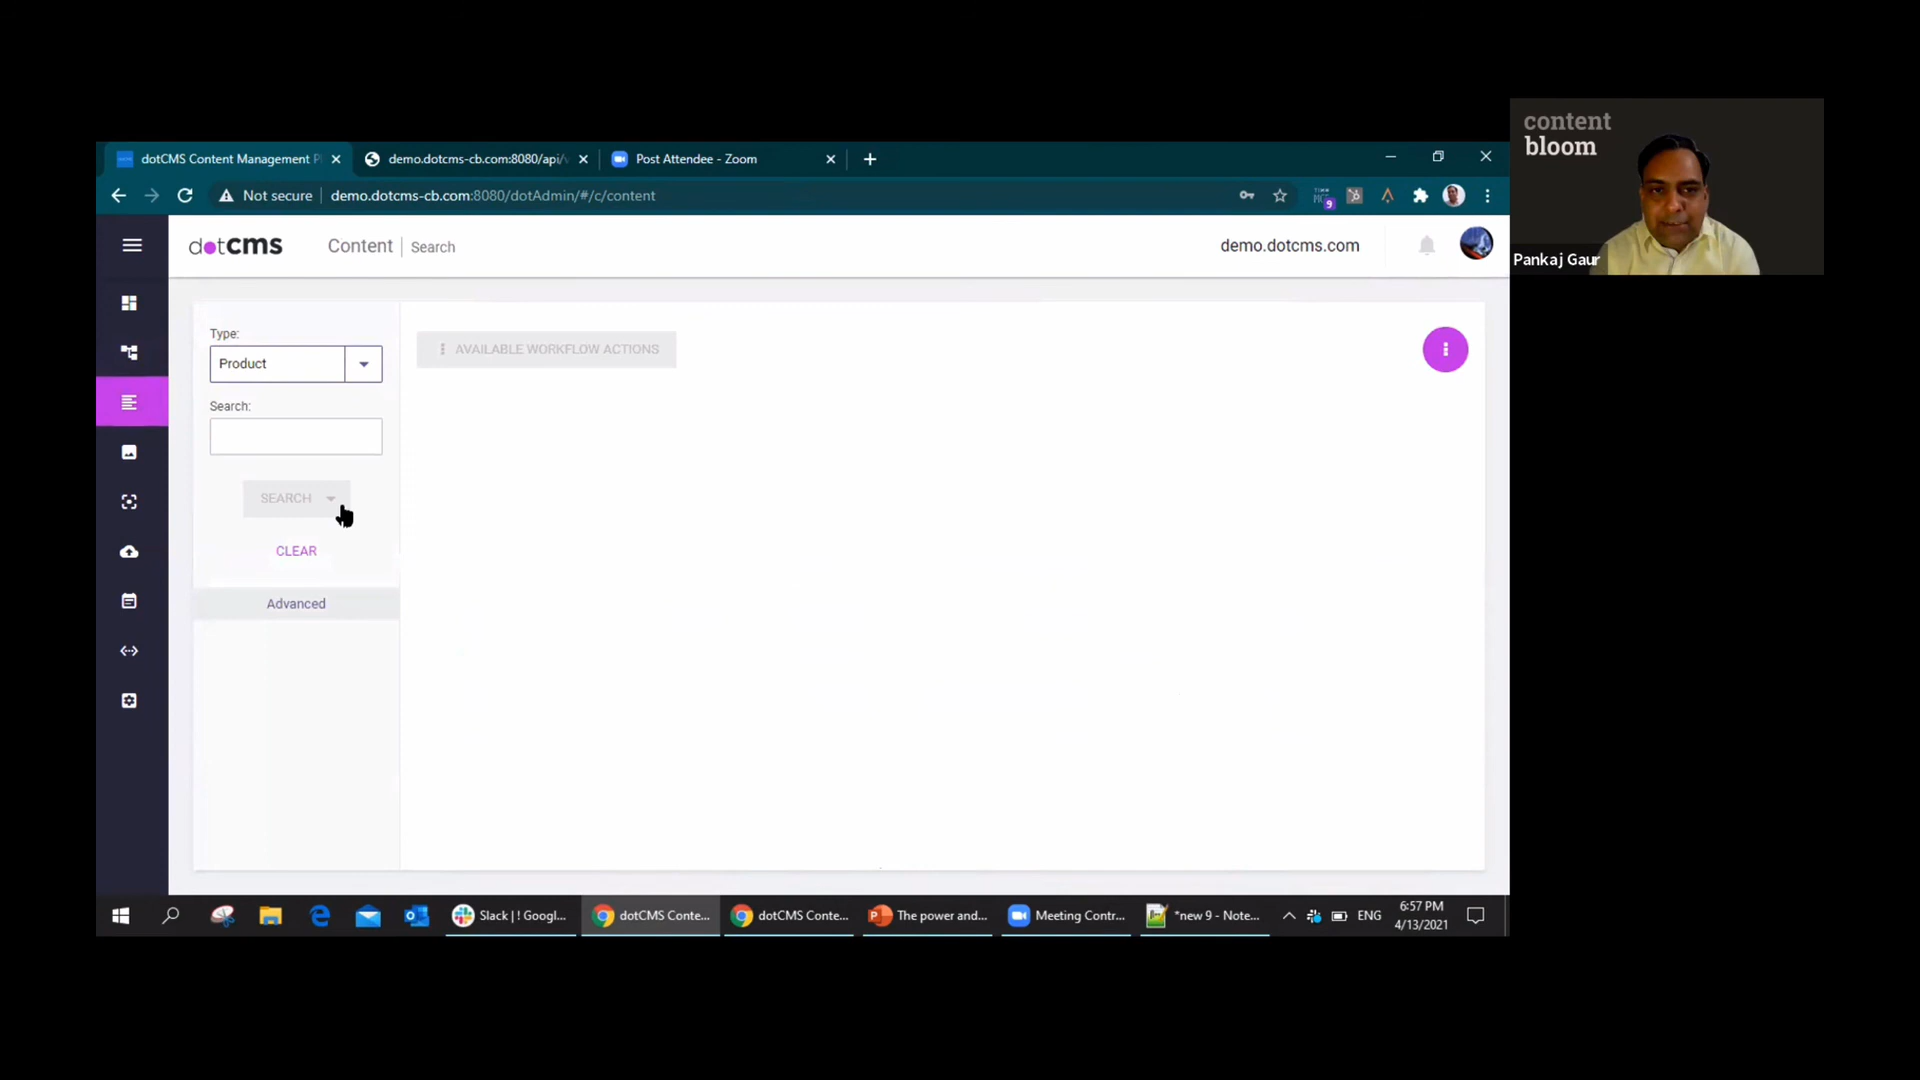 content
bloom
Pankaj Gaur
dotCMS Content Management P
demo.dotcms-cb.com:8080/api/
Post Attendee - Zoom
Not secure
demo.dotcms-cb.com:8080/dotAdmin/#/c/content
9
dotCMS
Content | Search
demo.dotcms.com
Type:
Product
AVAILABLE WORKFLOW ACTIONS
Search:
SEARCH
CLEAR
Advanced
Slack | ! Googl...
dotCMS Conte...
dotCMS Conte...
The power and...
Meeting Contr...
*new 9 - Note...
ENG
6:57 PM
4/13/2021